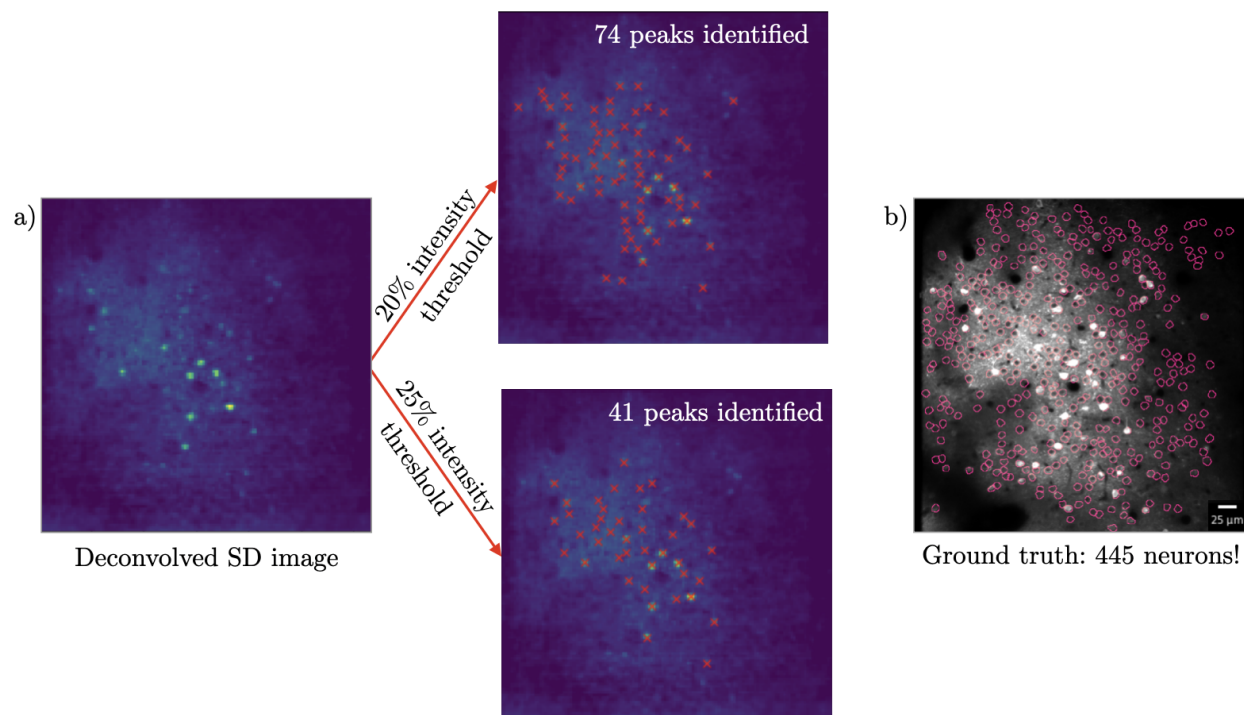 74 peaks identified
a)
20% intensity
threshold
b)
25% intensity
threshold
41 peaks identified
25 µm
Deconvolved SD image
Ground truth: 445 neurons!